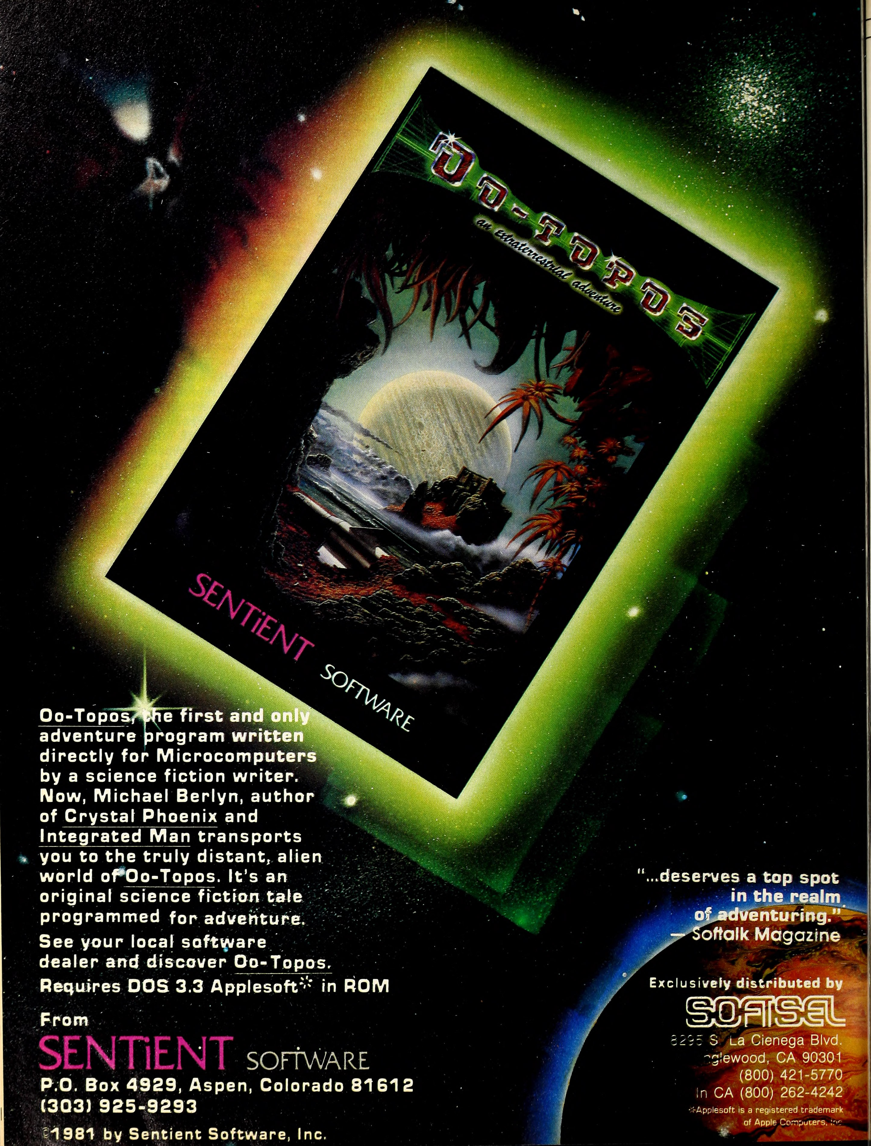 Oo-TOPOS
an extraterrestrial adventure
SENTiENT SOFTWARE
Oo-Topos, the first and only
adventure program written
directly for Microcomputers
by a science fiction writer.
Now, Michael Berlyn, author
of Crystal Phoenix and
Integrated Man transports
you to the truly distant, alien
world of Oo-Topos. It's an
original science fiction tale
programmed for adventure.
See your local software
dealer and discover Oo-Topos.
Requires DOS 3.3 Applesoft* in ROM
From
SENTiENT SOFTWARE
P.O. Box 4929, Aspen, Colorado 81612
(303) 925-9293
©1981 by Sentient Software, Inc.
"...deserves a top spot
in the realm
of adventuring."
— Softalk Magazine
Exclusively distributed by
SOFTSEL
8295 S. La Cienega Blvd.
nglewood, CA 90301
(800) 421-5770
In CA (800) 262-4242
*Applesoft is a registered trademark
of Apple Computers, Inc.